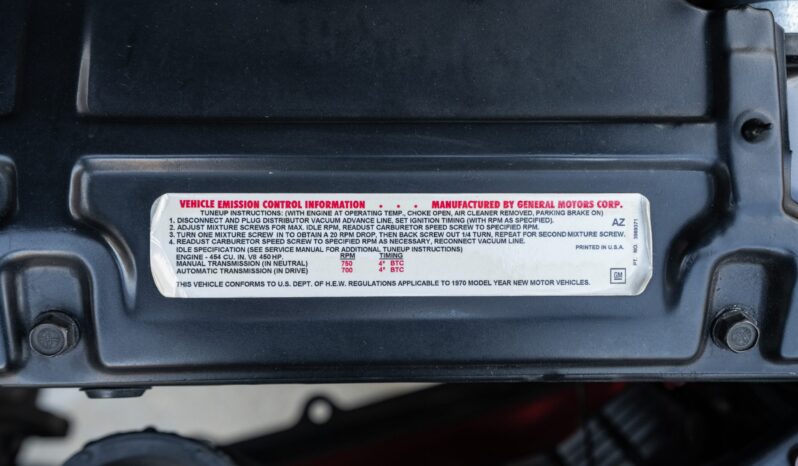 VEHICLE EMISSION CONTROL INFORMATION . . . MANUFACTURED BY GENERAL MOTORS CORP.
TUNEUP INSTRUCTIONS: (WITH ENGINE AT OPERATING TEMP., CHOKE OPEN, AIR CLEANER REMOVED, PARKING BRAKE ON)
1. DISCONNECT AND PLUG DISTRIBUTOR VACUUM ADVANCE LINE, SET IGNITION TIMING (WITH RPM AS SPECIFIED).
2. ADJUST MIXTURE SCREWS FOR MAX. IDLE RPM, READJUST CARBURETOR SPEED SCREW TO SPECIFIED RPM.
3. TURN ONE MIXTURE SCREW IN TO OBTAIN A 20 RPM DROP, THEN BACK SCREW OUT 1/4 TURN, REPEAT FOR SECOND MIXTURE SCREW.
4. READUST CARBURETOR SPEED SCREW TO SPECIFIED RPM AS NECESSARY, RECONNECT VACUUM LINE.
IDLE SPECIFICATION (SEE SERVICE MANUAL FOR ADDITIONAL TUNEUP INSTRUCTIONS)
ENGINE - 454 CU. IN. V8 450 HP. RPM TIMING
MANUAL TRANSMISSION (IN NEUTRAL) 750 4° BTC
AUTOMATIC TRANSMISSION (IN DRIVE) 700 4° BTC
THIS VEHICLE CONFORMS TO U.S. DEPT. OF H.E.W. REGULATIONS APPLICABLE TO 1970 MODEL YEAR NEW MOTOR VEHICLES.
AZ
PRINTED IN U.S.A.
PT. NO.
GM